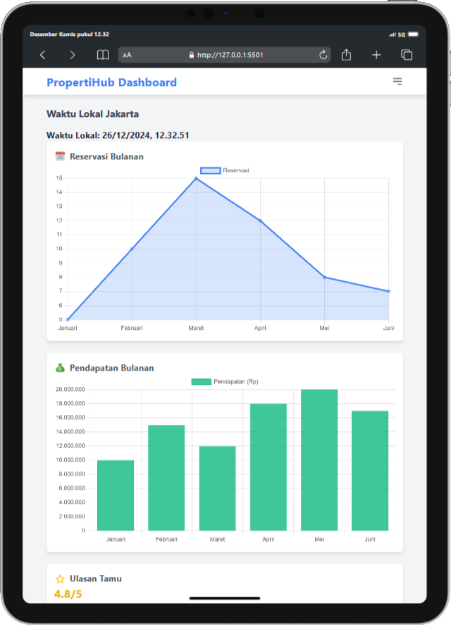 Desember Kamis pukul 12.32
5G
AA
http://127.0.0.1:5501
PropertiHub Dashboard
Waktu Lokal Jakarta
Waktu Lokal: 26/12/2024, 12.32.51
Reservasi Bulanan
Reservasi
15
14
13
12
11
10
9
8
7
6
5
Januari Februari Maret April Mei Juni
Pendapatan Bulanan
Pendapatan (Rp)
20.000.000
18.000.000
16.000.000
14.000.000
12.000.000
10.000.000
8.000.000
6.000.000
4.000.000
2.000.000
0
Januari Februari Maret April Mei Juni
Ulasan Tamu
4.8/5